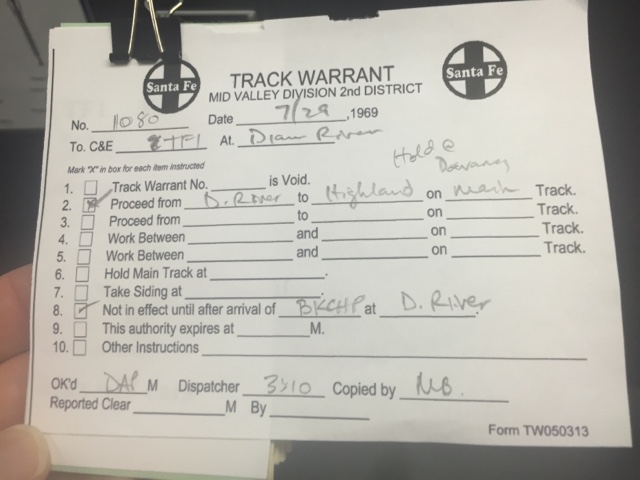 Santa Fe
Santa Fe
TRACK WARRANT
MID VALLEY DIVISION 2nd DISTRICT
No. 11080 Date 7/29 ,1969
To. C&E At. River
Hold @
Mark "X" in box for each item instructed
1. Track Warrant No. is Void.
2. Proceed from D. River to Highland on main Track.
3. Proceed from to on Track.
4. Work Between and on Track.
5. Work Between and on Track.
6. Hold Main Track at .
7. Take Siding at .
8. Not in effect until after arrival of BKCHP at D. River .
9. This authority expires at M.
10. Other Instructions
OK'd DAP M Dispatcher Copied by MB.
Reported Clear M By
Form TW050313